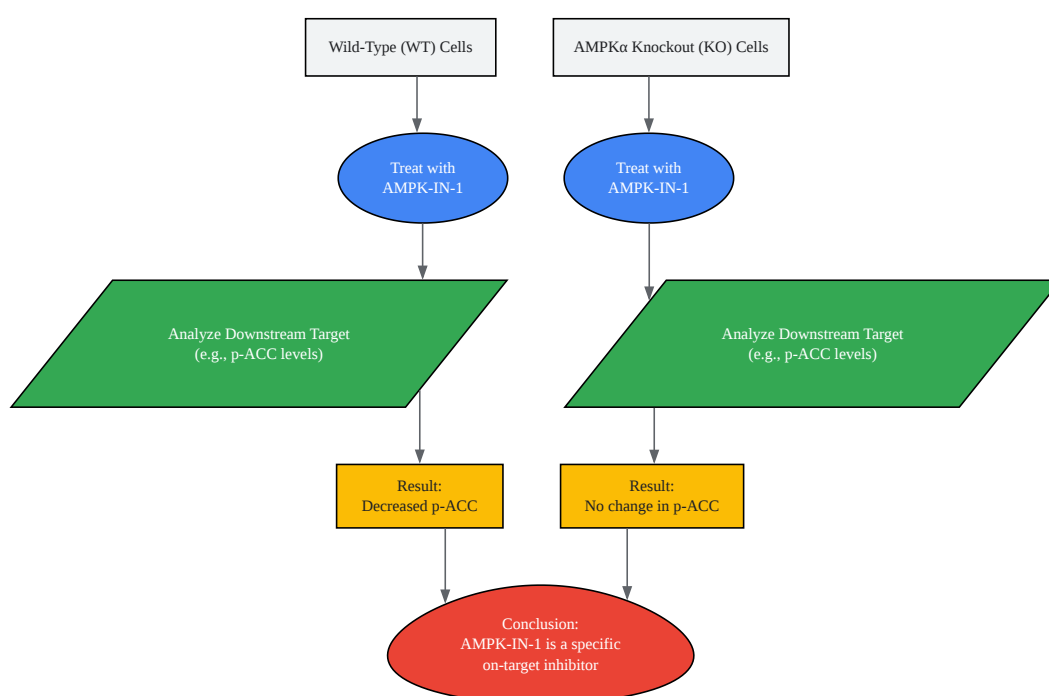 Wild-Type (WT) Cells
AMPKα Knockout (KO) Cells
Treat with
AMPK-IN-1
Treat with
AMPK-IN-1
Analyze Downstream Target
(e.g., p-ACC levels)
Analyze Downstream Target
(e.g., p-ACC levels)
Result:
Decreased p-ACC
Result:
No change in p-ACC
Conclusion:
AMPK-IN-1 is a specific
on-target inhibitor